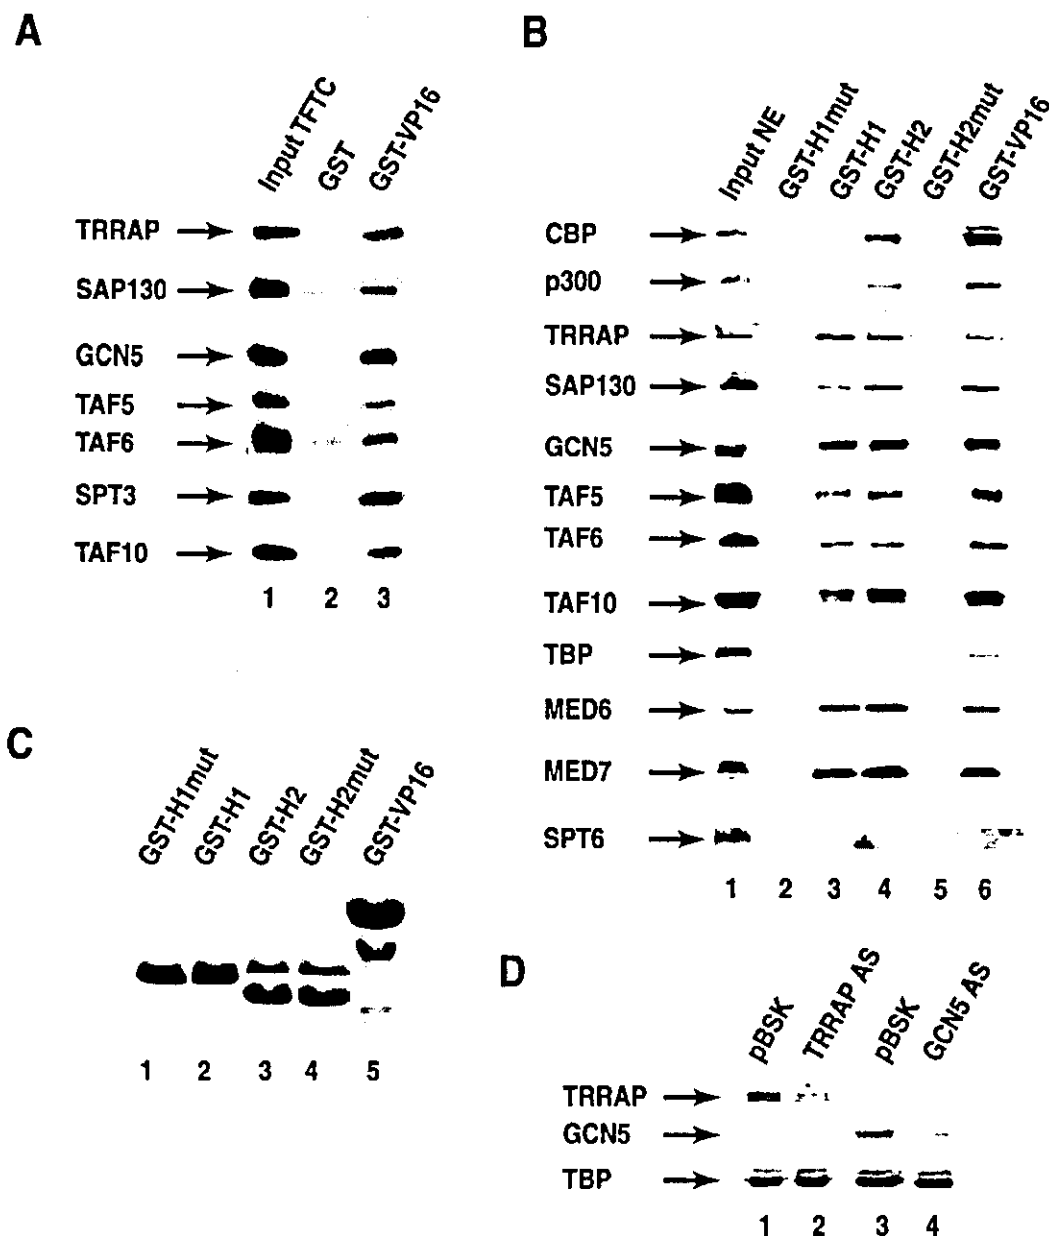 A
Input TFTC
GST
GST-VP16
TRRAP
SAP130
GCN5
TAF5
TAF6
SPT3
TAF10
1 2 3
B
Input NE
GST-H1mut
GST-H1
GST-H2
GST-H2mut
GST-VP16
CBP
p300
TRRAP
SAP130
GCN5
TAF5
TAF6
TAF10
TBP
MED6
MED7
SPT6
1 2 3 4 5 6
C
GST-H1mut
GST-H1
GST-H2
GST-H2mut
GST-VP16
1 2 3 4 5
D
pBSK
TRRAP AS
pBSK
GCN5 AS
TRRAP
GCN5
TBP
1 2 3 4